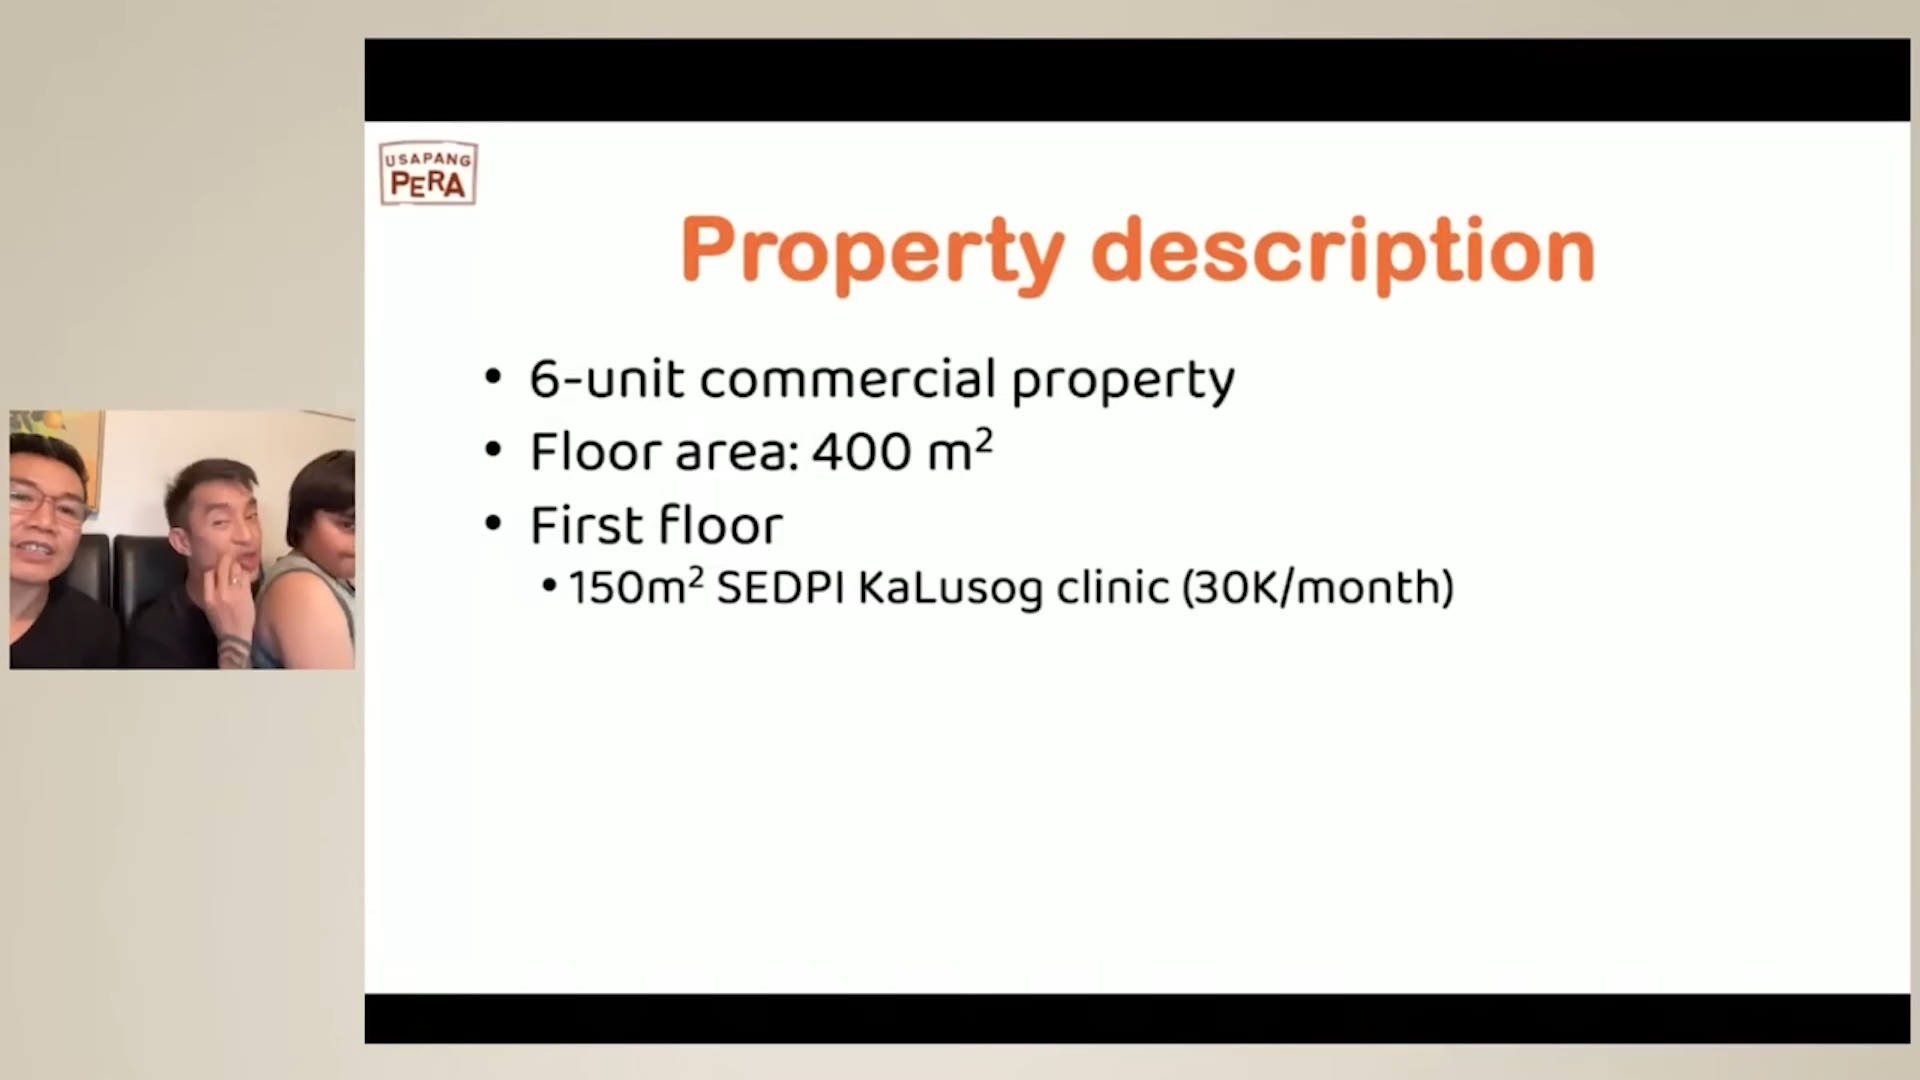 USAPANG
PERA
Property description
• 6-unit commercial property
• Floor area: 400 m²
• First floor
• 150m² SEDPI KaLusog clinic (30K/month)